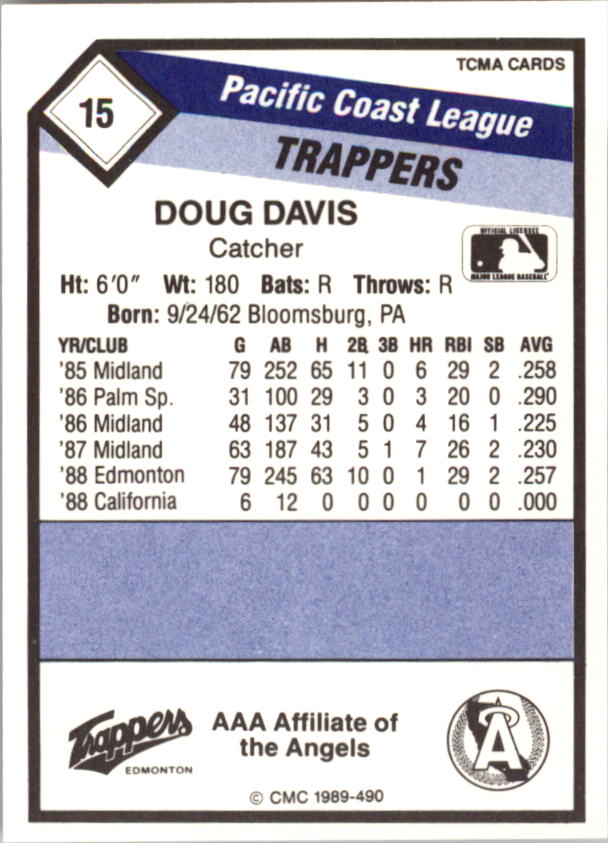 TCMA CARDS
15
Pacific Coast League
TRAPPERS
DOUG DAVIS
Catcher
OFFICIAL LICENSEE
MAJOR LEAGUE BASEBALL
Ht: 6'0" Wt: 180 Bats: R Throws: R
Born: 9/24/62 Bloomsburg, PA
YR/CLUB G AB H 2B 3B HR RBI SB AVG
'85 Midland 79 252 65 11 0 6 29 2 .258
'86 Palm Sp. 31 100 29 3 0 3 20 0 .290
'86 Midland 48 137 31 5 0 4 16 1 .225
'87 Midland 63 187 43 5 1 7 26 2 .230
'88 Edmonton 79 245 63 10 0 1 29 2 .257
'88 California 6 12 0 0 0 0 0 0 .000
Trappers
EDMONTON
AAA Affiliate of
the Angels
A
© CMC 1989-490